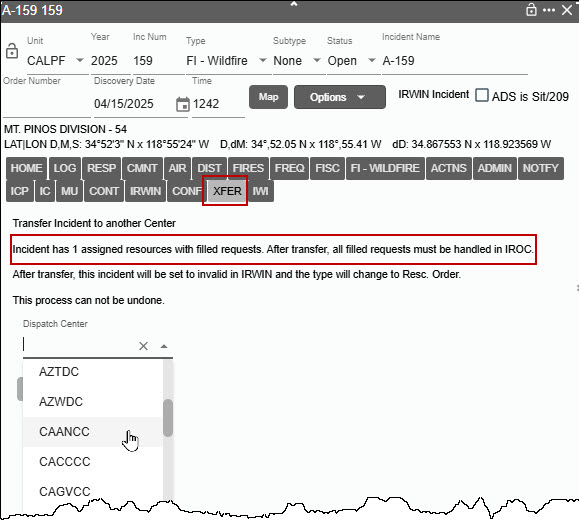 A-159 159
Unit Year Inc Num Type Subtype Status Incident Name
CALPF 2025 159 FI - Wildfire None Open A-159
Order Number Discovery Date Time
04/15/2025 1242 Map Options IRWIN Incident ADS is Sit/209
MT. PINOS DIVISION - 54
LAT|LON D,M,S: 34°52'3" N x 118°55'24" W D,dM: 34°,52.05 N x 118°,55.41 W dD: 34.867553 N x 118.923569 W
HOME LOG RESP CMNT AIR DIST FIRES FREQ FISC FI - WILDFIRE ACTNS ADMIN NOTFY
ICP IC MU CONT IRWIN CONF XFER IWI
Transfer Incident to another Center
Incident has 1 assigned resources with filled requests. After transfer, all filled requests must be handled in IROC.
After transfer, this incident will be set to invalid in IRWIN and the type will change to Resc. Order.
This process can not be undone.
Dispatch Center
AZTDC
AZWDC
CAANCC
CACCCC
CAGVCC